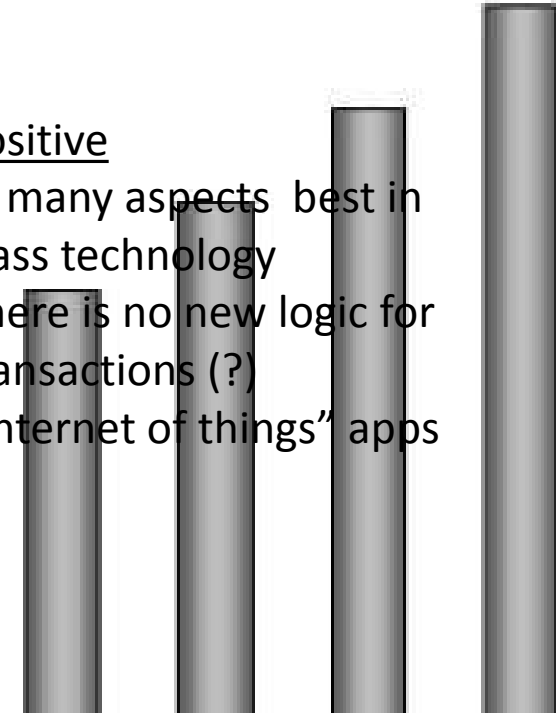 ositive
many aspects best in
ass technology
here is no new logic for
ansactions (?)
nternet of things” apps